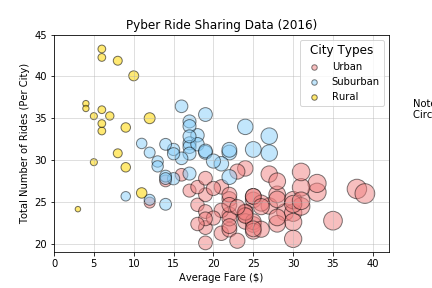 Pyber Ride Sharing Data (2016)
45
40
35
30
25
20
Total Number of Rides (Per City)
0
5
10
15
20
25
30
35
40
Average Fare ($)
City Types
Urban
Suburban
Rural
Note
Circ